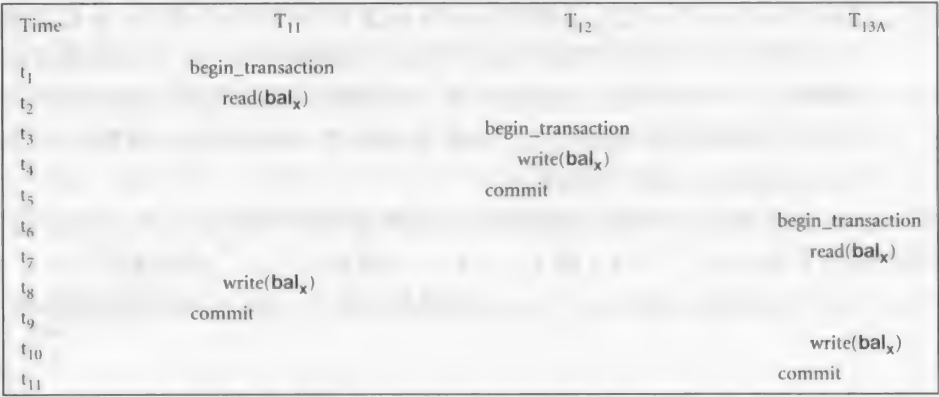 Time T11 T12 T13A
t1 begin_transaction
t2 read(balx)
t3 begin_transaction
t4 write(balx)
t5 commit
t6 begin_transaction
t7 read(balx)
t8 write(balx)
t9 commit
t10 write(balx)
t11 commit